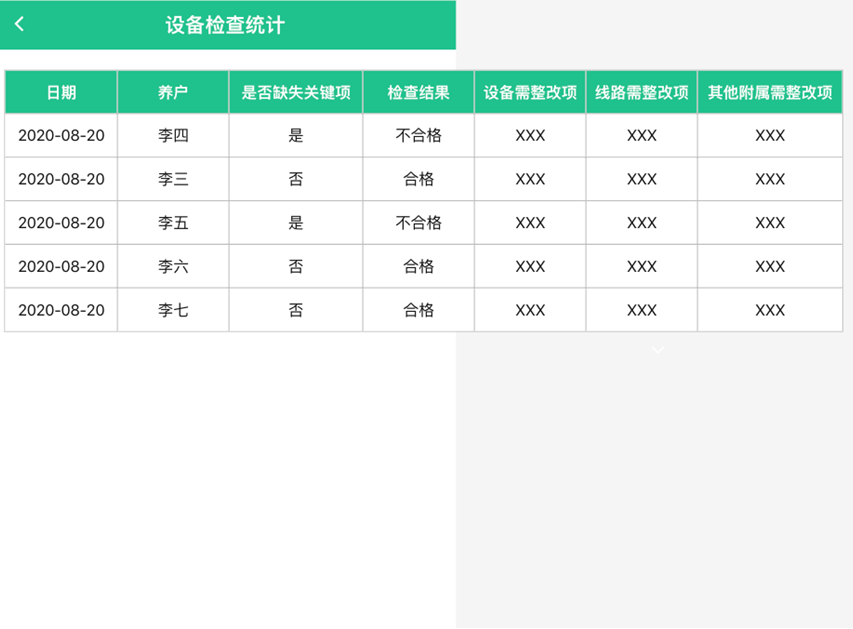 设备检查统计
日期 养户 是否缺失关键项 检查结果 设备需整改项 线路需整改项 其他附属需整改项
2020-08-20 李四 是 不合格 XXX XXX XXX
2020-08-20 李三 否 合格 XXX XXX XXX
2020-08-20 李五 是 不合格 XXX XXX XXX
2020-08-20 李六 否 合格 XXX XXX XXX
2020-08-20 李七 否 合格 XXX XXX XXX